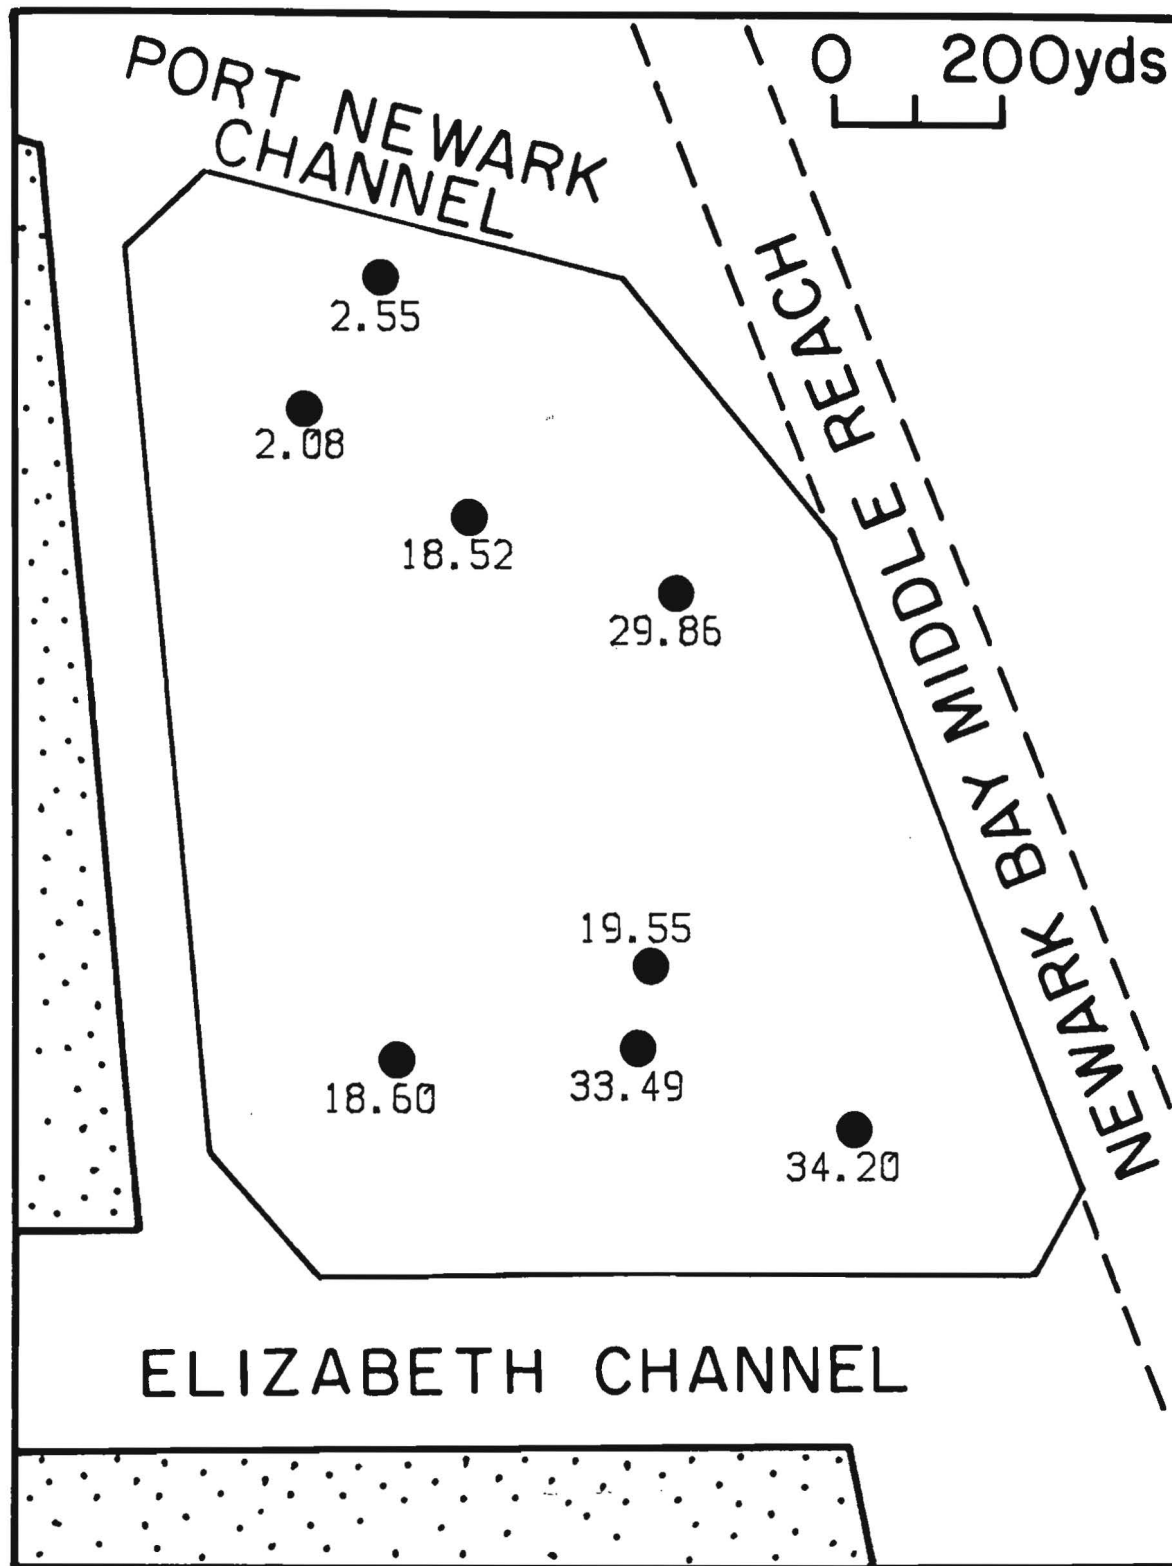 PORT NEWARK
CHANNEL
0 200yds
2.55
2.08
18.52
29.86
NEWARK BAY MIDDLE REACH
19.55
18.60
33.49
34.20
ELIZABETH CHANNEL